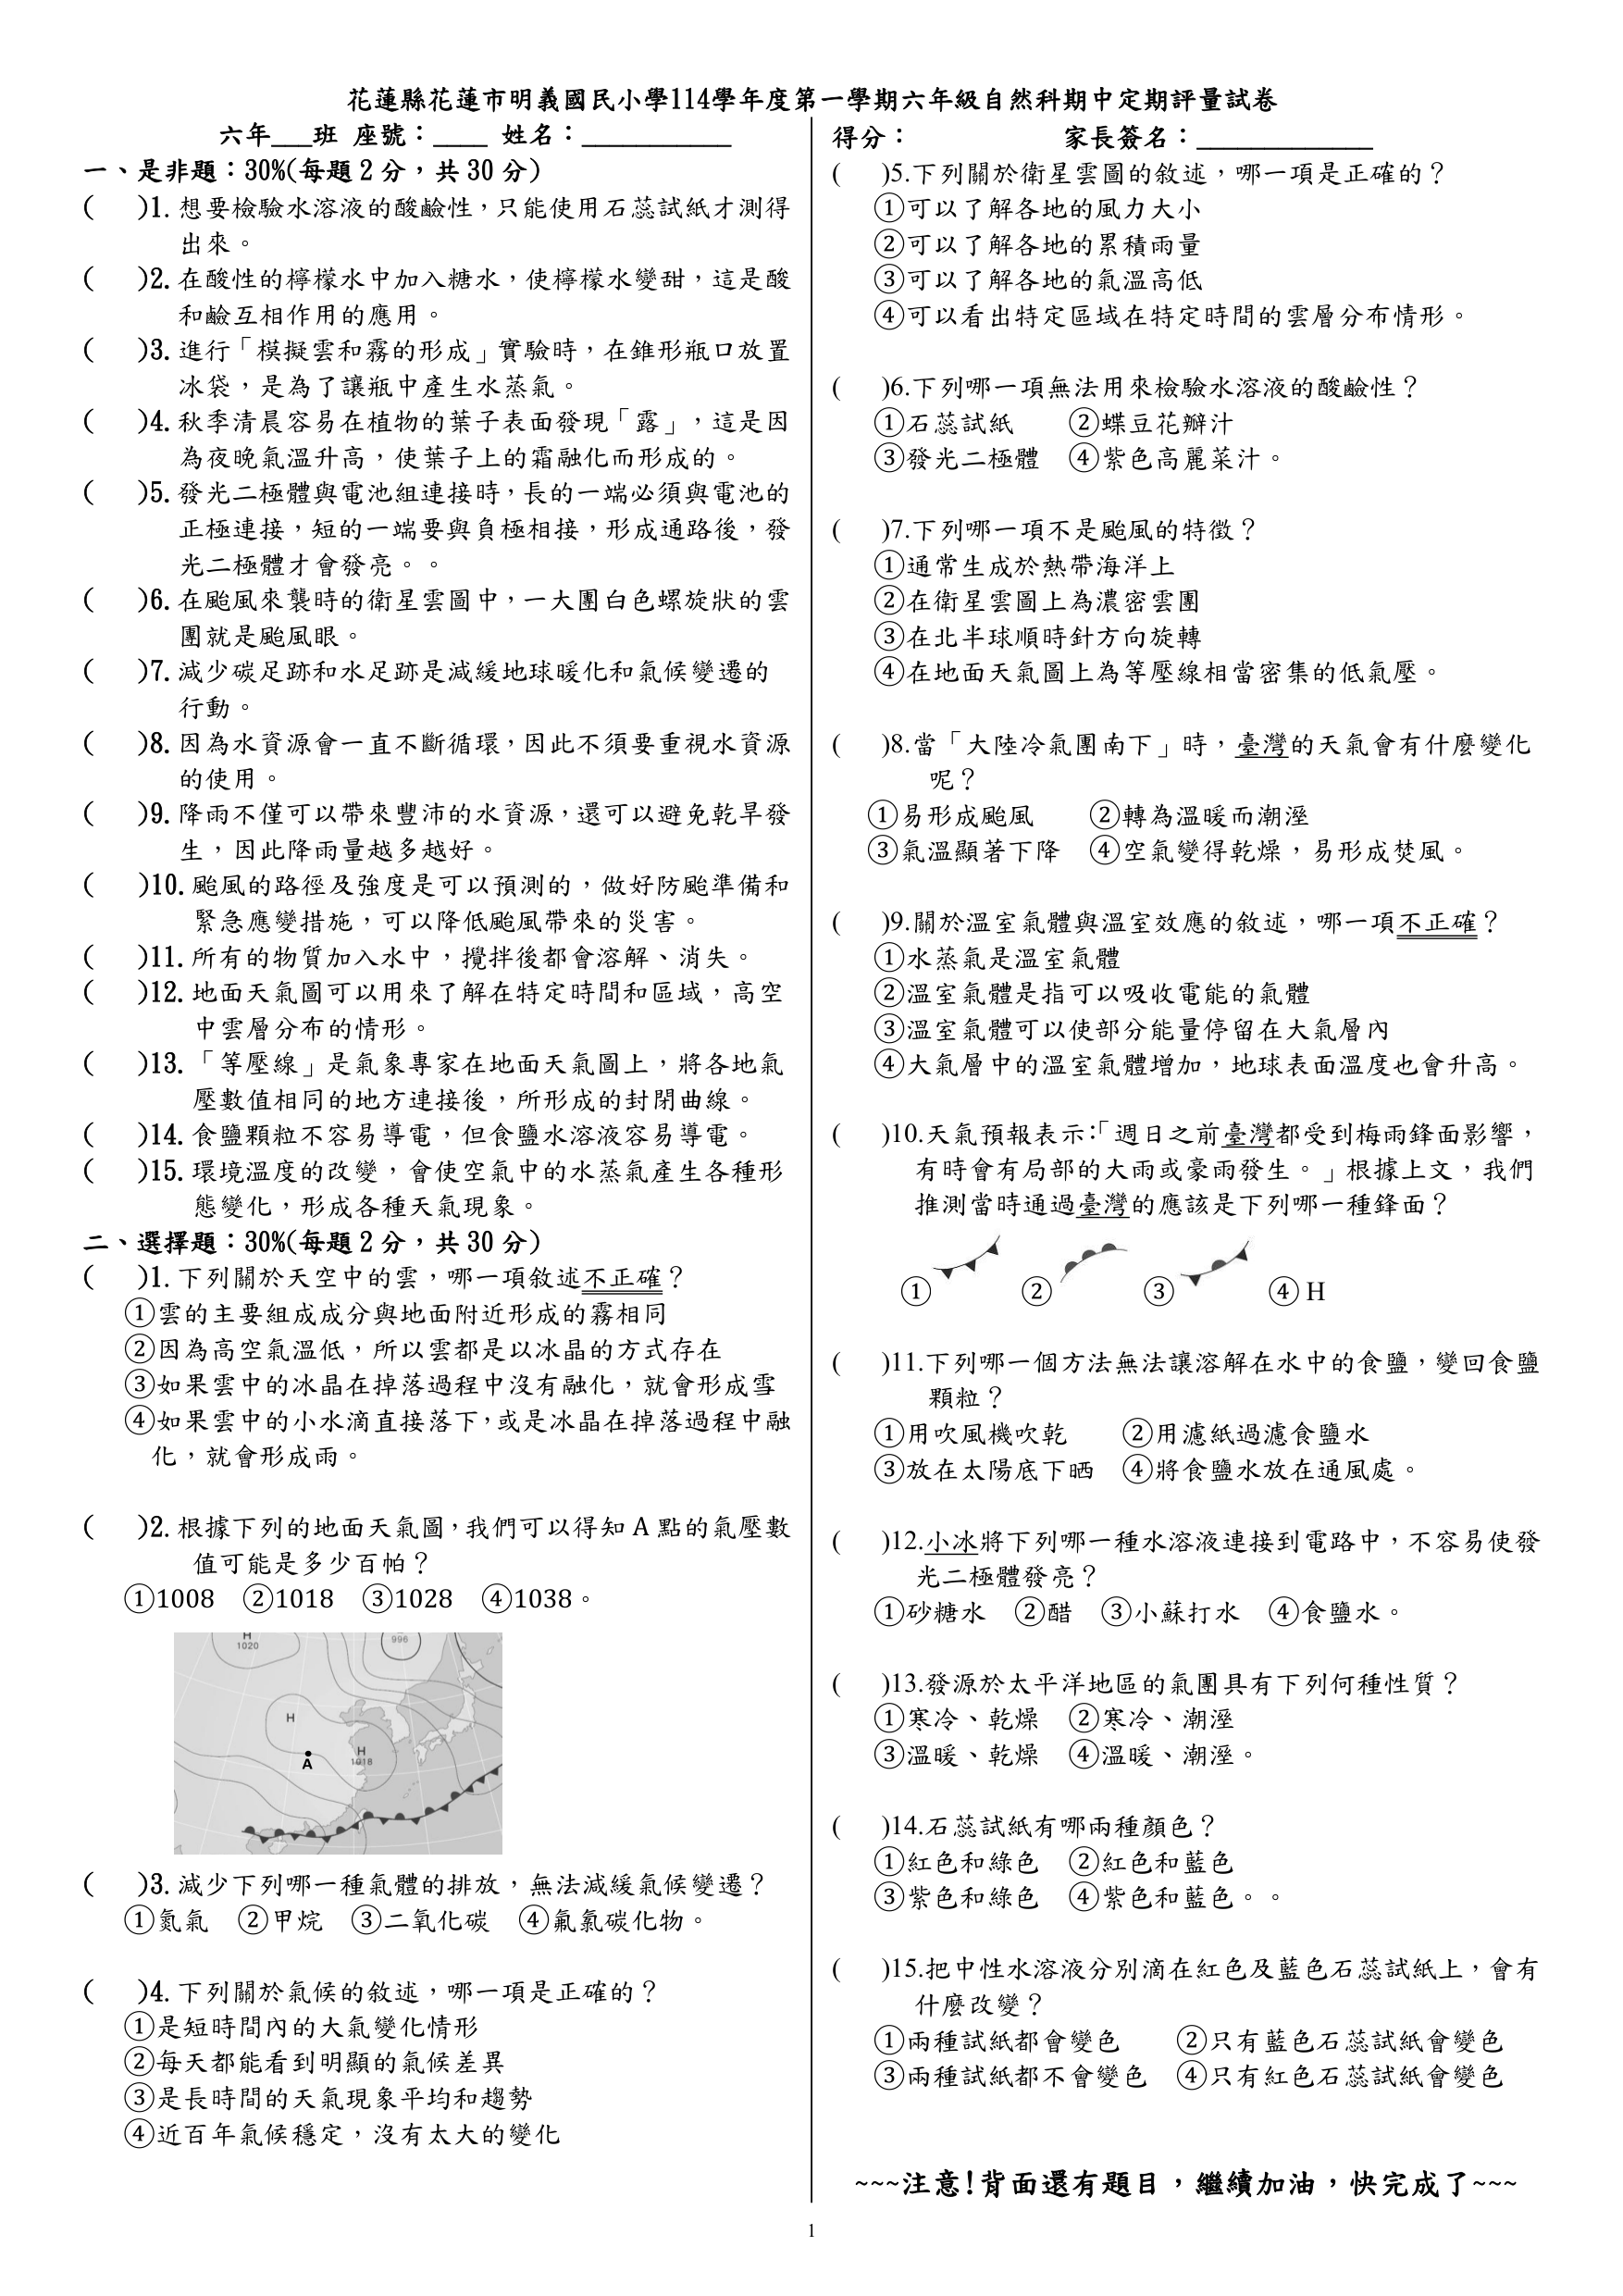 花蓮縣花蓮市明義國民小學114學年度第一學期六年級自然科期中定期評量試卷
六年___班 座號：____ 姓名：___________
一、是非題：30%(每題 2 分，共 30 分)
( )1. 想要檢驗水溶液的酸鹼性，只能使用石蕊試紙才測得
出來。
( )2. 在酸性的檸檬水中加入糖水，使檸檬水變甜，這是酸
和鹼互相作用的應用。
( )3. 進行「模擬雲和霧的形成」實驗時，在錐形瓶口放置
冰袋，是為了讓瓶中產生水蒸氣。
( )4. 秋季清晨容易在植物的葉子表面發現「露」，這是因
為夜晚氣溫升高，使葉子上的霜融化而形成的。
( )5. 發光二極體與電池組連接時，長的一端必須與電池的
正極連接，短的一端要與負極相接，形成通路後，發
光二極體才會發亮。。
( )6. 在颱風來襲時的衛星雲圖中，一大團白色螺旋狀的雲
團就是颱風眼。
( )7. 減少碳足跡和水足跡是減緩地球暖化和氣候變遷的
行動。
( )8. 因為水資源會一直不斷循環，因此不須要重視水資源
的使用。
( )9. 降雨不僅可以帶來豐沛的水資源，還可以避免乾旱發
生，因此降雨量越多越好。
( )10. 颱風的路徑及強度是可以預測的，做好防颱準備和
緊急應變措施，可以降低颱風帶來的災害。
( )11. 所有的物質加入水中，攪拌後都會溶解、消失。
( )12. 地面天氣圖可以用來了解在特定時間和區域，高空
中雲層分布的情形。
( )13. 「等壓線」是氣象專家在地面天氣圖上，將各地氣
壓數值相同的地方連接後，所形成的封閉曲線。
( )14. 食鹽顆粒不容易導電，但食鹽水溶液容易導電。
( )15. 環境溫度的改變，會使空氣中的水蒸氣產生各種形
態變化，形成各種天氣現象。
二、選擇題：30%(每題 2 分，共 30 分)
( )1. 下列關於天空中的雲，哪一項敘述不正確？
①雲的主要組成成分與地面附近形成的霧相同
②因為高空氣溫低，所以雲都是以冰晶的方式存在
③如果雲中的冰晶在掉落過程中沒有融化，就會形成雪
④如果雲中的小水滴直接落下，或是冰晶在掉落過程中融
化，就會形成雨。
( )2. 根據下列的地面天氣圖，我們可以得知 A 點的氣壓數
值可能是多少百帕？
①1008 ②1018 ③1028 ④1038。
H
1020
996
H
H
1018
A
( )3. 減少下列哪一種氣體的排放，無法減緩氣候變遷？
①氮氣 ②甲烷 ③二氧化碳 ④氟氯碳化物。
( )4. 下列關於氣候的敘述，哪一項是正確的？
①是短時間內的大氣變化情形
②每天都能看到明顯的氣候差異
③是長時間的天氣現象平均和趨勢
④近百年氣候穩定，沒有太大的變化
得分： 家長簽名：_____________
( )5.下列關於衛星雲圖的敘述，哪一項是正確的？
①可以了解各地的風力大小
②可以了解各地的累積雨量
③可以了解各地的氣溫高低
④可以看出特定區域在特定時間的雲層分布情形。
( )6.下列哪一項無法用來檢驗水溶液的酸鹼性？
①石蕊試紙 ②蝶豆花瓣汁
③發光二極體 ④紫色高麗菜汁。
( )7.下列哪一項不是颱風的特徵？
①通常生成於熱帶海洋上
②在衛星雲圖上為濃密雲團
③在北半球順時針方向旋轉
④在地面天氣圖上為等壓線相當密集的低氣壓。
( )8.當「大陸冷氣團南下」時，臺灣的天氣會有什麼變化
呢？
①易形成颱風 ②轉為溫暖而潮溼
③氣溫顯著下降 ④空氣變得乾燥，易形成焚風。
( )9.關於溫室氣體與溫室效應的敘述，哪一項不正確？
①水蒸氣是溫室氣體
②溫室氣體是指可以吸收電能的氣體
③溫室氣體可以使部分能量停留在大氣層內
④大氣層中的溫室氣體增加，地球表面溫度也會升高。
( )10.天氣預報表示：「週日之前臺灣都受到梅雨鋒面影響，
有時會有局部的大雨或豪雨發生。」根據上文，我們
推測當時通過臺灣的應該是下列哪一種鋒面？
① ② ③ ④ H
( )11.下列哪一個方法無法讓溶解在水中的食鹽，變回食鹽
顆粒？
①用吹風機吹乾 ②用濾紙過濾食鹽水
③放在太陽底下晒 ④將食鹽水放在通風處。
( )12.小冰將下列哪一種水溶液連接到電路中，不容易使發
光二極體發亮？
①砂糖水 ②醋 ③小蘇打水 ④食鹽水。
( )13.發源於太平洋地區的氣團具有下列何種性質？
①寒冷、乾燥 ②寒冷、潮溼
③溫暖、乾燥 ④溫暖、潮溼。
( )14.石蕊試紙有哪兩種顏色？
①紅色和綠色 ②紅色和藍色
③紫色和綠色 ④紫色和藍色。。
( )15.把中性水溶液分別滴在紅色及藍色石蕊試紙上，會有
什麼改變？
①兩種試紙都會變色 ②只有藍色石蕊試紙會變色
③兩種試紙都不會變色 ④只有紅色石蕊試紙會變色
~~~注意!背面還有題目，繼續加油，快完成了~~~
1